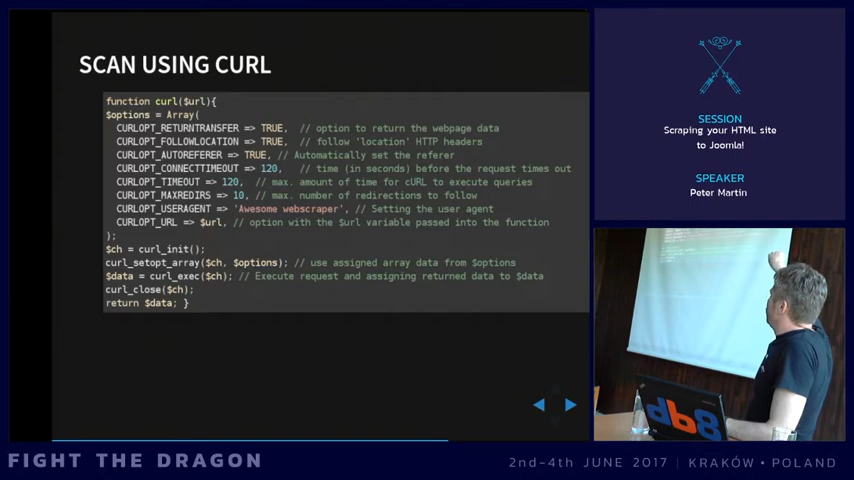 SCAN USING CURL
function curl($url){
$options = Array(
CURLOPT_RETURNTRANSFER => TRUE, // option to return the webpage data
CURLOPT_FOLLOWLOCATION => TRUE, // follow 'location' HTTP headers
CURLOPT_AUTOREFERER => TRUE, // Automatically set the referer
CURLOPT_CONNECTTIMEOUT => 120, // time (in seconds) before the request times out
CURLOPT_TIMEOUT => 120, // max. amount of time for cURL to execute queries
CURLOPT_MAXREDIRS => 10, // max. number of redirections to follow
CURLOPT_USERAGENT => 'Awesome webscraper', // Setting the user agent
CURLOPT_URL => $url, // option with the $url variable passed into the function
);
$ch = curl_init();
curl_setopt_array($ch, $options); // use assigned array data from $options
$data = curl_exec($ch); // Execute request and assigning returned data to $data
curl_close($ch);
return $data; }
SESSION
Scraping your HTML site
to Joomla!
SPEAKER
Peter Martin
db8
FIGHT THE DRAGON
2nd-4th JUNE 2017 | KRAKÓW • POLAND